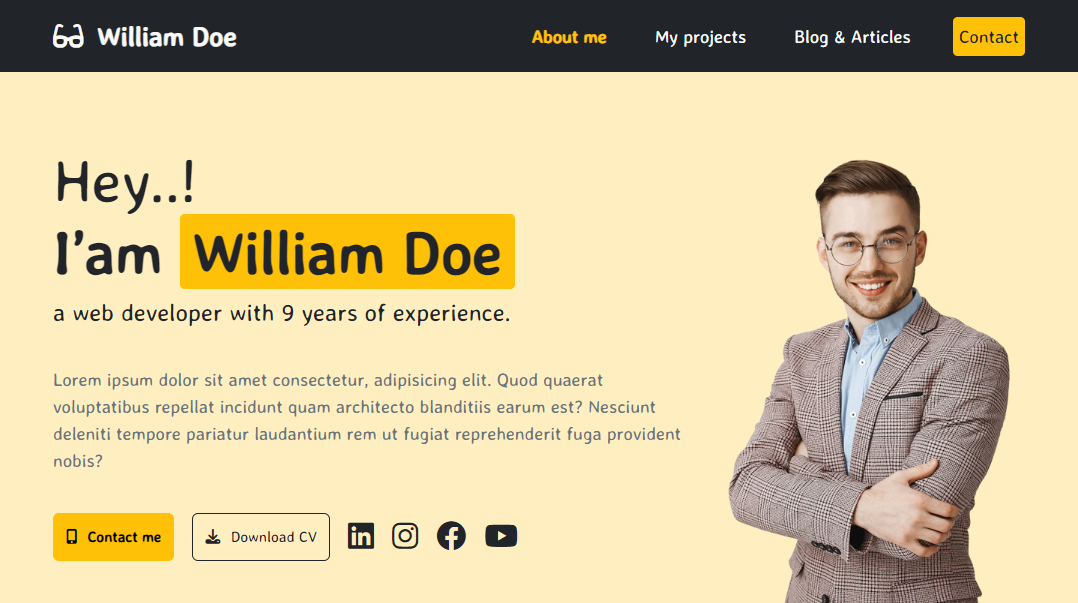 William Doe
About me
My projects
Blog & Articles
Contact
Hey..!
I'am William Doe
a web developer with 9 years of experience.
Lorem ipsum dolor sit amet consectetur, adipisicing elit. Quod quaerat
voluptatibus repellat incidunt quam architecto blanditiis earum est? Nesciunt
deleniti tempore pariatur laudantium rem ut fugiat reprehenderit fuga provident
nobis?
Contact me
Download CV